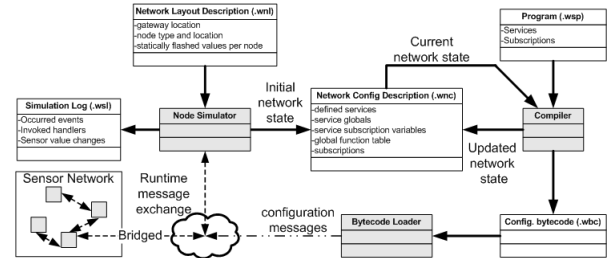 Network Layout Description (.wnl)
-gateway location
-node type and location
-statically flashed values per node
Program (.wsp)
-Services
-Subscriptions
Current
network state
Initial
network
state
Simulation Log (.wsl)
-Occurred events
-Invoked handlers
-Sensor value changes
Node Simulator
Network Config Description (.wnc)
-defined services
-service globals
-service subscription variables
-global function table
-subscriptions
Compiler
Updated
network
state
Sensor Network
Runtime
message
exchange
Bridged
configuration
messages
Bytecode Loader
Config. bytecode (.wbc)